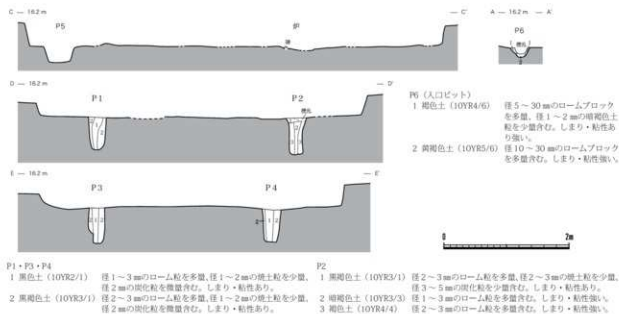 C — 16.2 m
P5
炉
C'
A — 16.2 m — A'
P6
D — 16.2 m
D'
P1
P2
P6（入口ピット）
1 褐色土（10YR4/6） 径5～30㎜のロームブロック
を多量、径1～2㎜の暗褐色土
粒を少量含む。しまり・粘性あ
り強い。
2 黄褐色土（10YR5/6） 径10～30㎜のロームブロック
を多量含む。しまり・粘性強い。
E — 16.2 m
E'
P3
P4
0 2m
P1・P3・P4
1 黒色土（10YR2/1） 径1～3㎜のローム粒を多量、径1～2㎜の焼土粒を少量、
径2㎜の炭化粒を微量含む。しまり・粘性あり。
2 黒褐色土（10YR3/1） 径2～3㎜のローム粒を多量、径1～2㎜の焼土粒を少量、
径2㎜の炭化粒を微量含む。しまり・粘性あり。
P2
1 黒褐色土（10YR3/1） 径2～3㎜のローム粒を多量、径2～3㎜の焼土粒を少量、
径3～5㎜の炭化粒を少量含む。しまり・粘性あり。
2 暗褐色土（10YR3/3） 径1～3㎜のローム粒を多量含む。しまり・粘性強い。
3 褐色土（10YR4/4） 径2～3㎜のローム粒を多量含む。しまり・粘性強い。